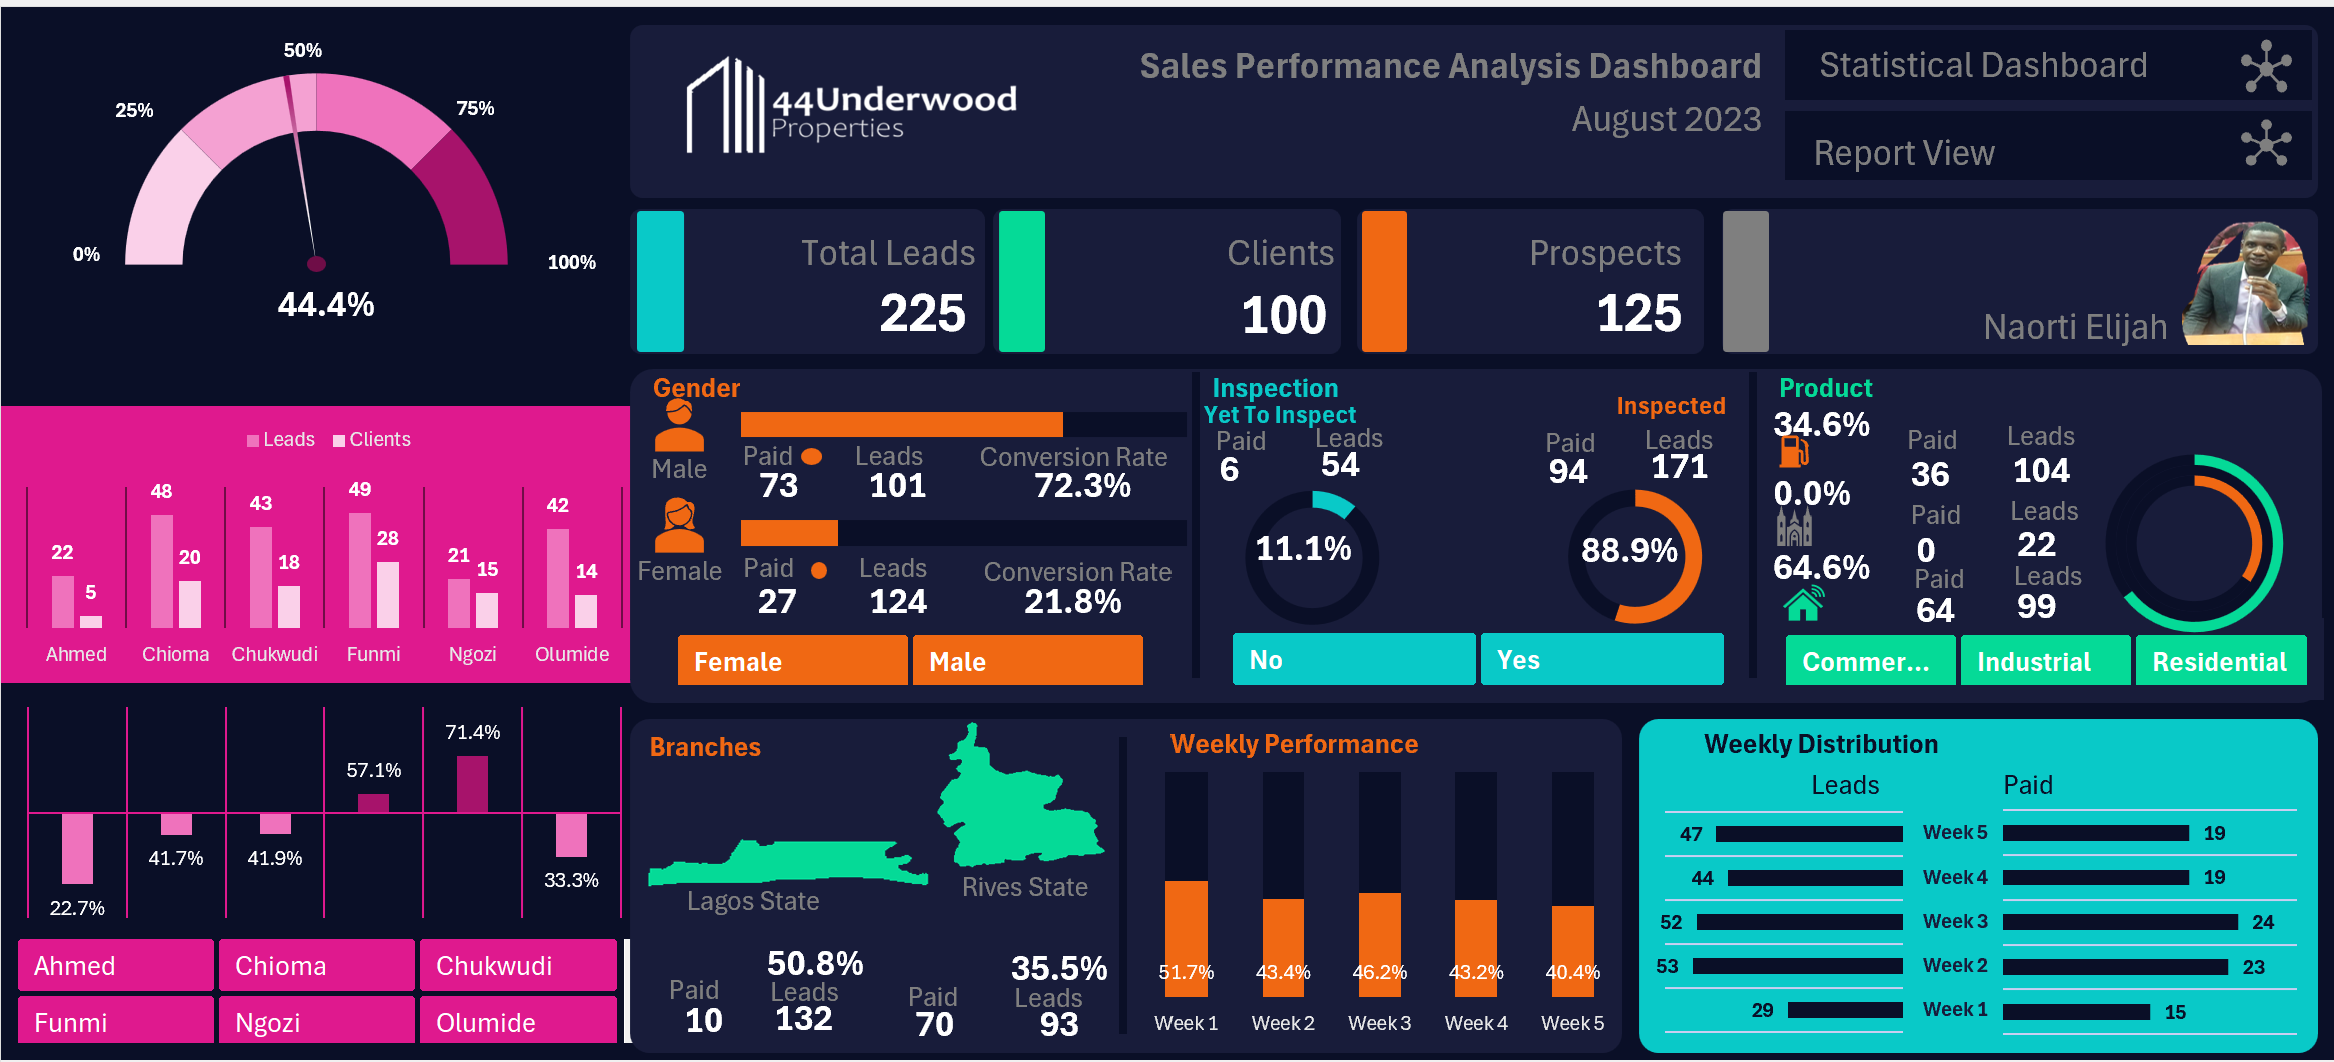 50%
25%
75%
0%
100%
44.4%
44Underwood
Properties
Sales Performance Analysis Dashboard
August 2023
Statistical Dashboard
Report View
Total Leads
225
Clients
100
Prospects
125
Naorti Elijah
Leads Clients
22 5
48 20
43 18
49 28
21 15
42 14
Ahmed Chioma Chukwudi Funmi Ngozi Olumide
22.7% 41.7% 41.9% 57.1% 71.4% 33.3%
Ahmed Chioma Chukwudi
Funmi Ngozi Olumide
Gender
Male
Paid Leads Conversion Rate
73 101 72.3%
Female
Paid Leads Conversion Rate
27 124 21.8%
Female Male
Inspection
Yet To Inspect
Paid Leads
6 54
11.1%
Inspected
Paid Leads
94 171
88.9%
No Yes
Product
34.6%
Paid Leads
36 104
0.0%
Paid Leads
0 22
64.6%
Paid Leads
64 99
Commer... Industrial Residential
Branches
Lagos State
Rives State
50.8%
Paid Leads
10 132
35.5%
Paid Leads
70 93
Weekly Performance
51.7% 43.4% 46.2% 43.2% 40.4%
Week 1 Week 2 Week 3 Week 4 Week 5
Weekly Distribution
Leads Paid
47 Week 5 19
44 Week 4 19
52 Week 3 24
53 Week 2 23
29 Week 1 15